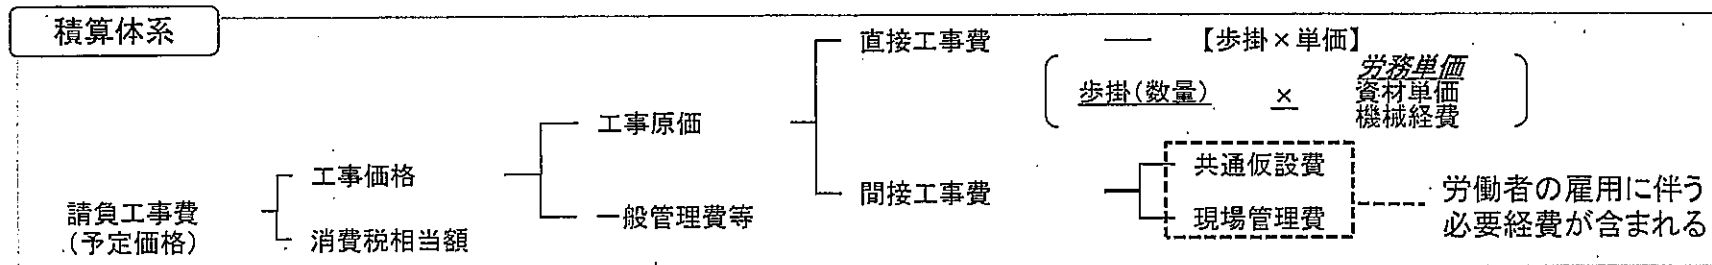 積算体系
直接工事費
【歩掛×単価】
歩掛(数量)
×
労務単価
資材単価
機械経費
工事原価
共通仮設費
工事価格
間接工事費
労働者の雇用に伴う
必要経費が含まれる
請負工事費
(予定価格)
一般管理費等
現場管理費
消費税相当額